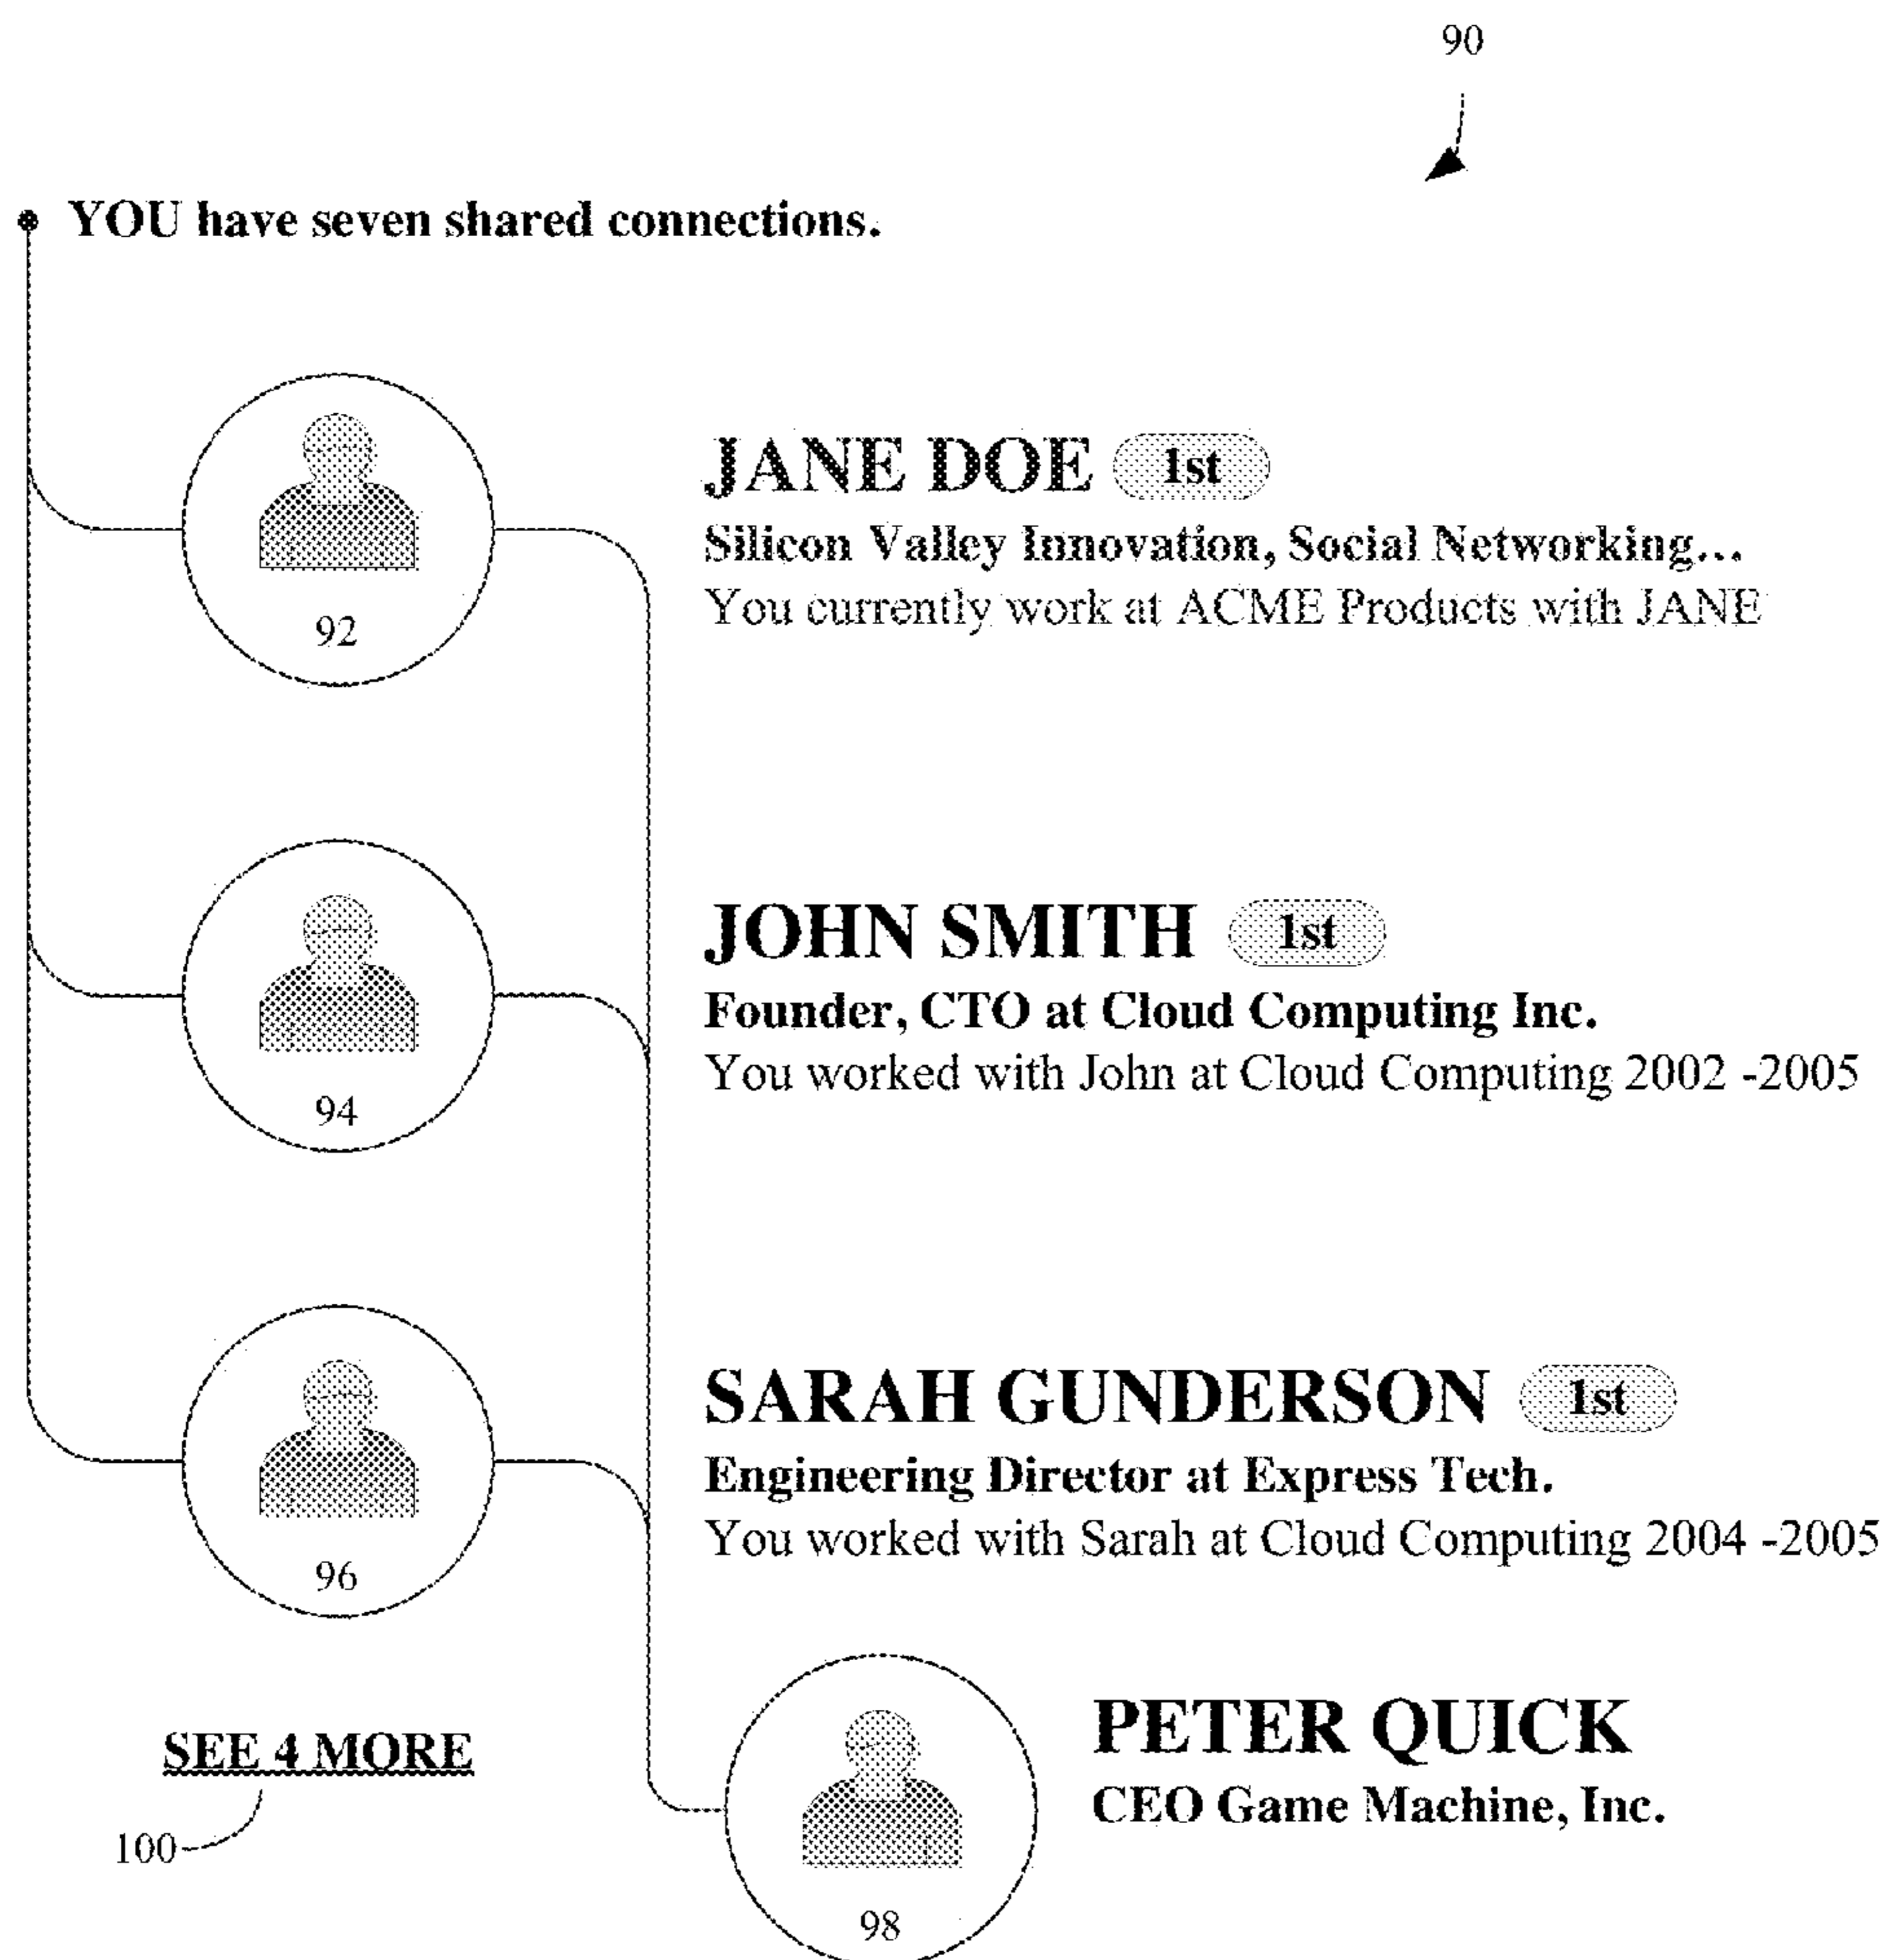 90
YOU have seven shared connections.
JANE DOE 1st
Silicon Valley Innovation, Social Networking...
You currently work at ACME Products with JANE
92
JOHN SMITH 1st
Founder, CTO at Cloud Computing Inc.
You worked with John at Cloud Computing 2002 -2005
94
SARAH GUNDERSON 1st
Engineering Director at Express Tech.
You worked with Sarah at Cloud Computing 2004 -2005
96
SEE 4 MORE
100
PETER QUICK
CEO Game Machine, Inc.
98